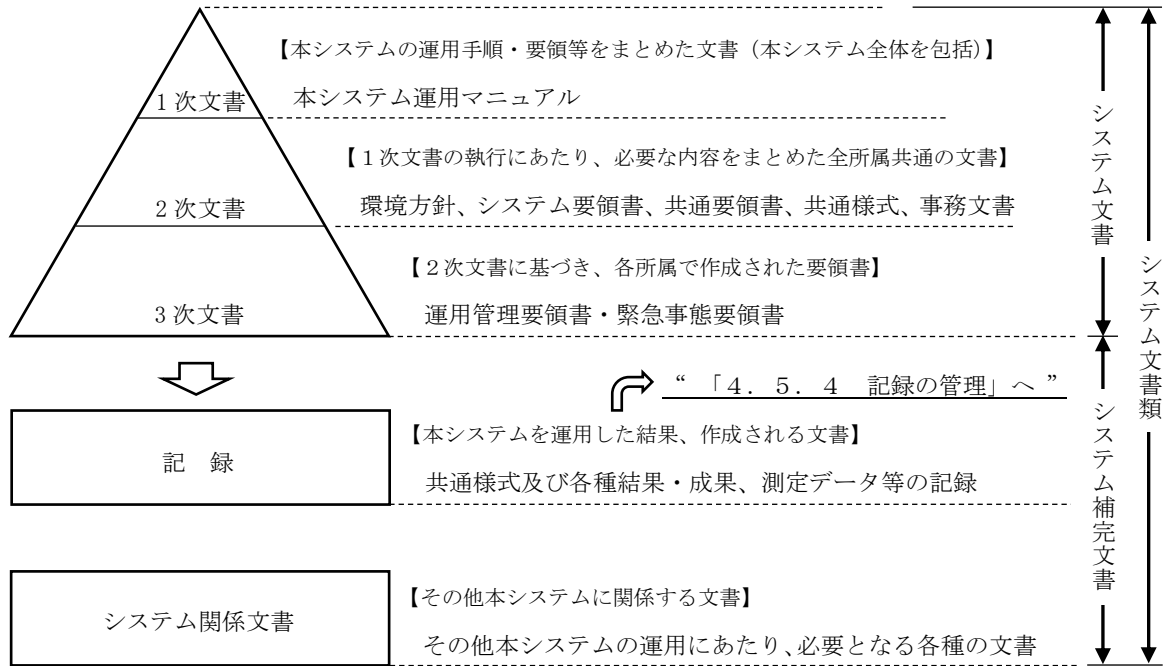 【本システムの運用手順・要領等をまとめた文書（本システム全体を包括）】
1次文書
本システム運用マニュアル
【1次文書の執行にあたり、必要な内容をまとめた全所属共通の文書】
2次文書
環境方針、システム要領書、共通要領書、共通様式、事務文書
【2次文書に基づき、各所属で作成された要領書】
3次文書
運用管理要領書・緊急事態要領書
システム文書
システム文書類
“ 「4．5．4　記録の管理」へ ”
【本システムを運用した結果、作成される文書】
記　録
共通様式及び各種結果・成果、測定データ等の記録
システム補完文書
【その他本システムに関係する文書】
システム関係文書
その他本システムの運用にあたり、必要となる各種の文書